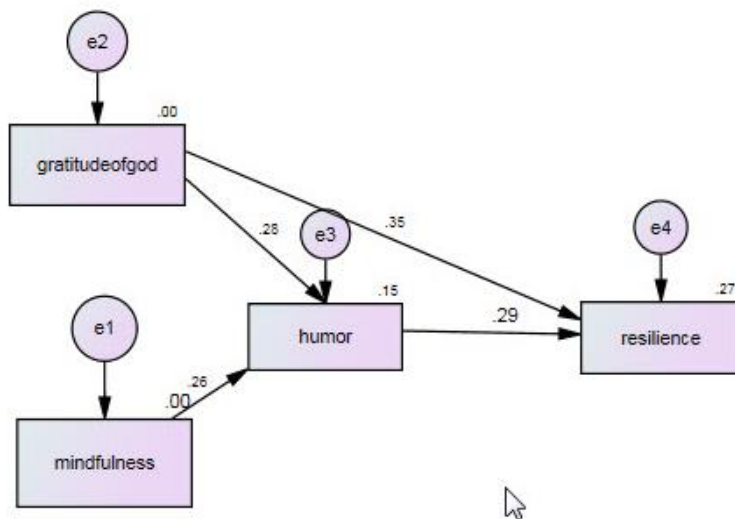 e2
.00
gratitudeofgod
.28
e3
.35
e4
.15
.27
humor
.29
resilience
e1
.26
.00
mindfulness